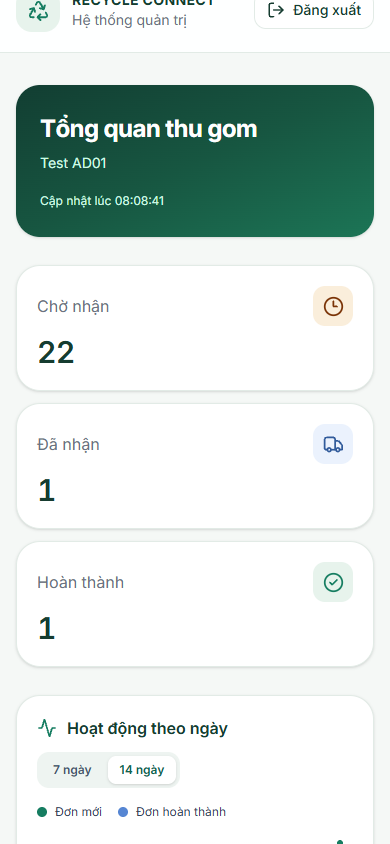 RECYCLE CONNECT
Hệ thống quản trị
Đăng xuất
Tổng quan thu gom
Test AD01
Cập nhật lúc 08:08:41
Chờ nhận
22
Đã nhận
1
Hoàn thành
1
Hoạt động theo ngày
7 ngày
14 ngày
Đơn mới
Đơn hoàn thành